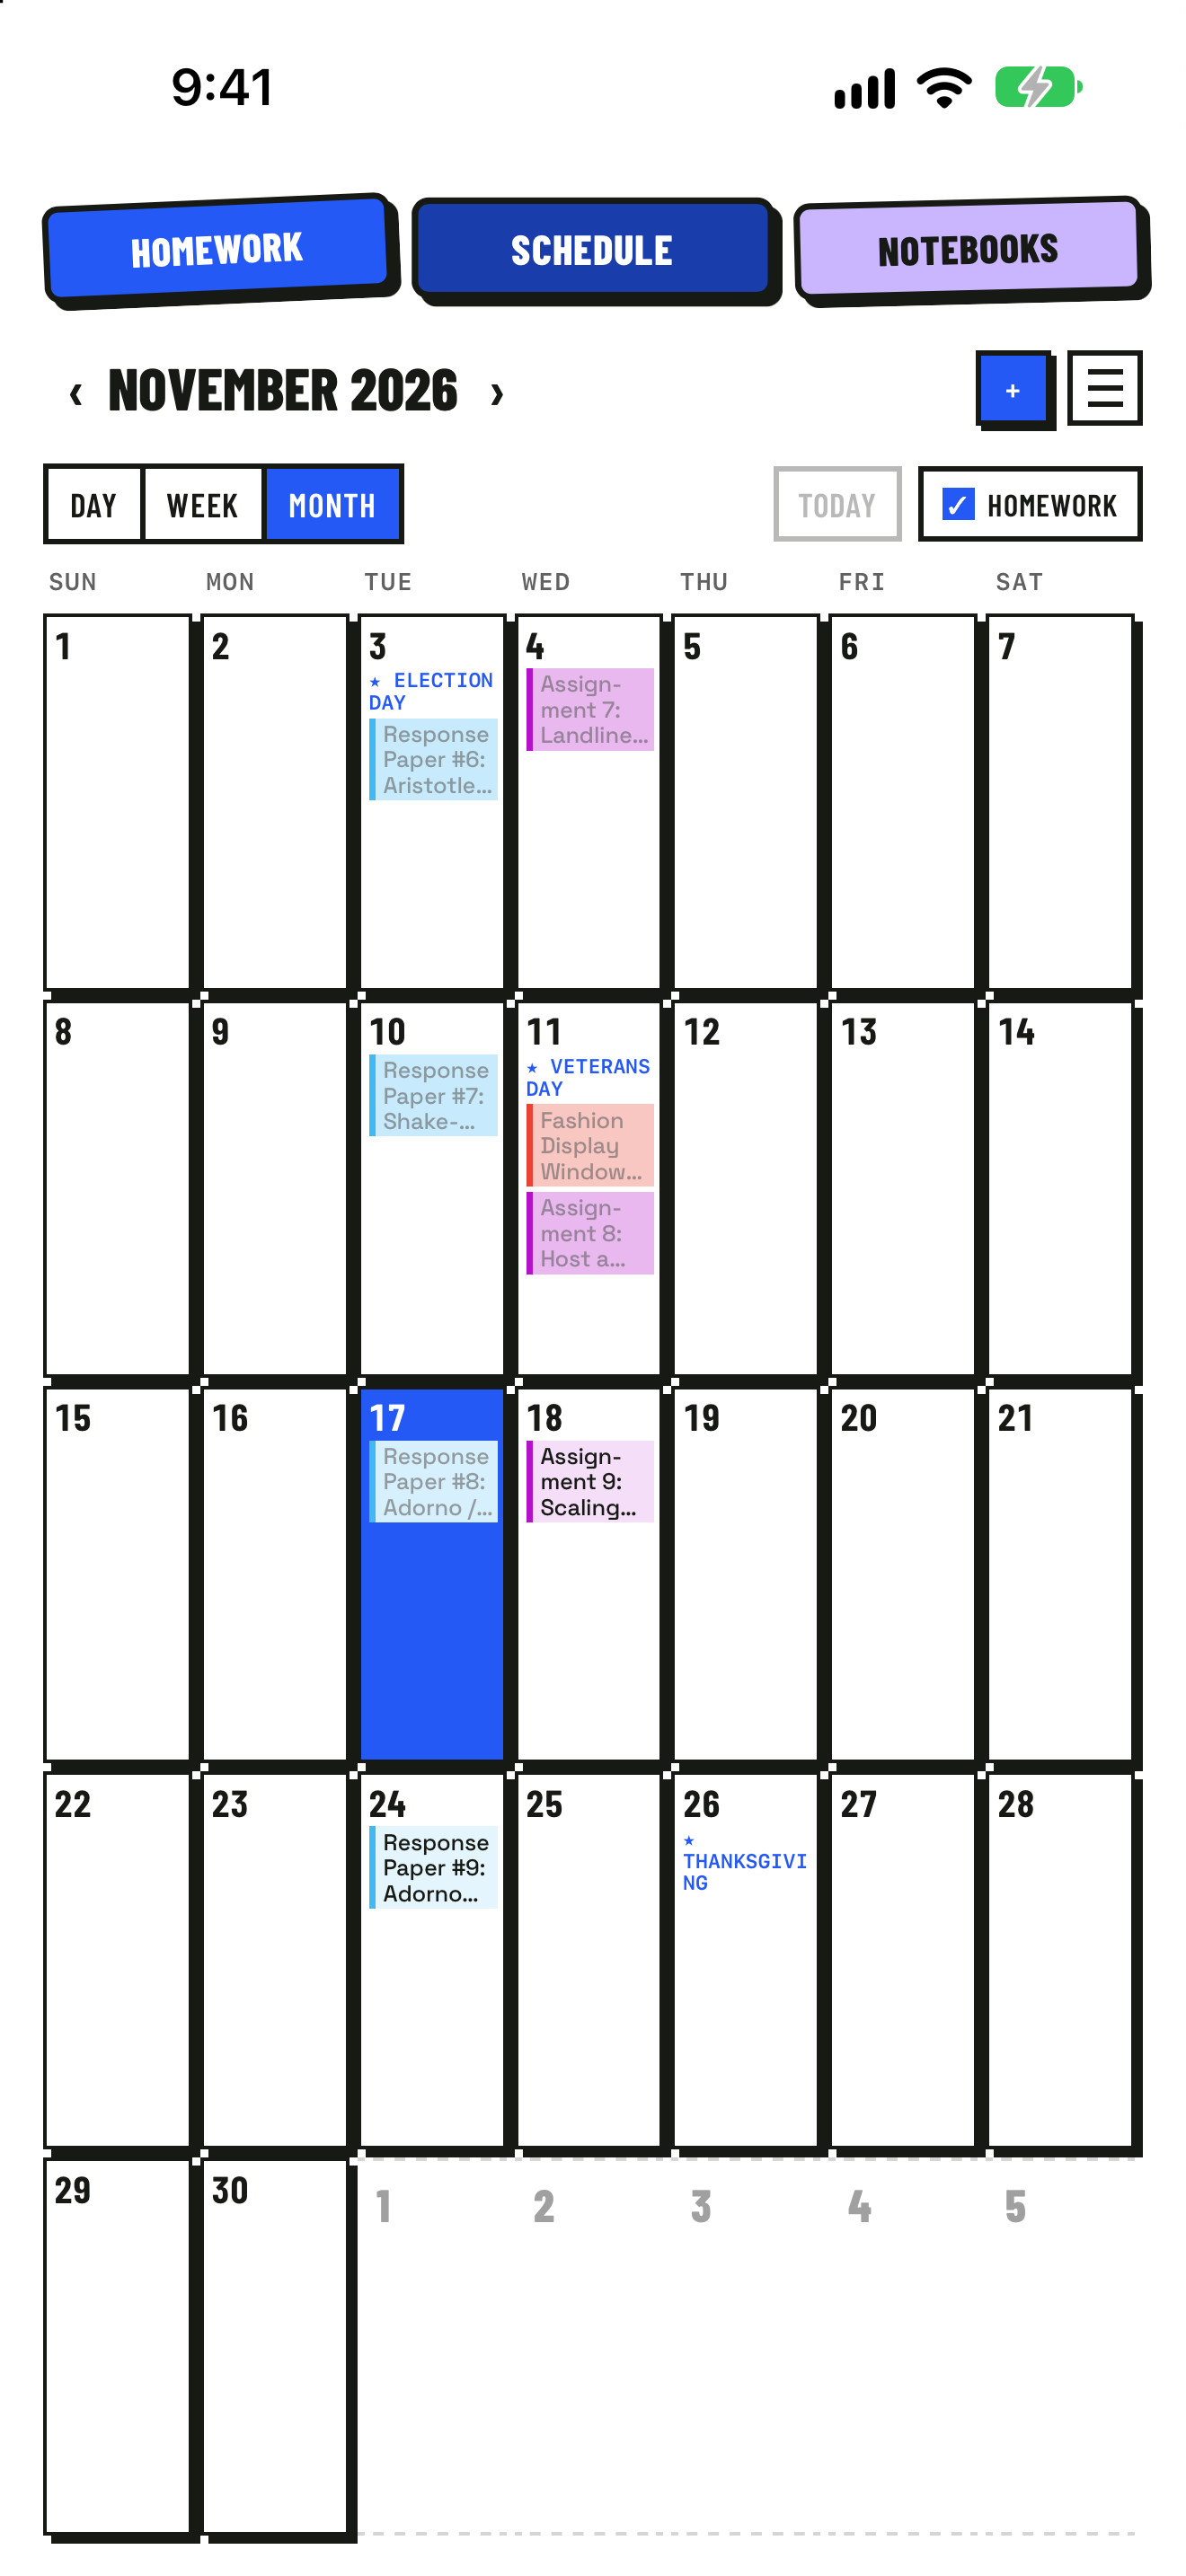 9:41
HOMEWORK
SCHEDULE
NOTEBOOKS
‹ NOVEMBER 2026 ›
+
DAY
WEEK
MONTH
TODAY
✓ HOMEWORK
SUN MON TUE WED THU FRI SAT
1
2
3
★ ELECTION
DAY
Response
Paper #6:
Aristotle...
4
Assign-
ment 7:
Landline...
5
6
7
8
9
10
Response
Paper #7:
Shake-...
11
★ VETERANS
DAY
Fashion
Display
Window...
Assign-
ment 8:
Host a...
12
13
14
15
16
17
Response
Paper #8:
Adorno /...
18
Assign-
ment 9:
Scaling...
19
20
21
22
23
24
Response
Paper #9:
Adorno...
25
26
★
THANKSGIVI
NG
27
28
29
30
1
2
3
4
5